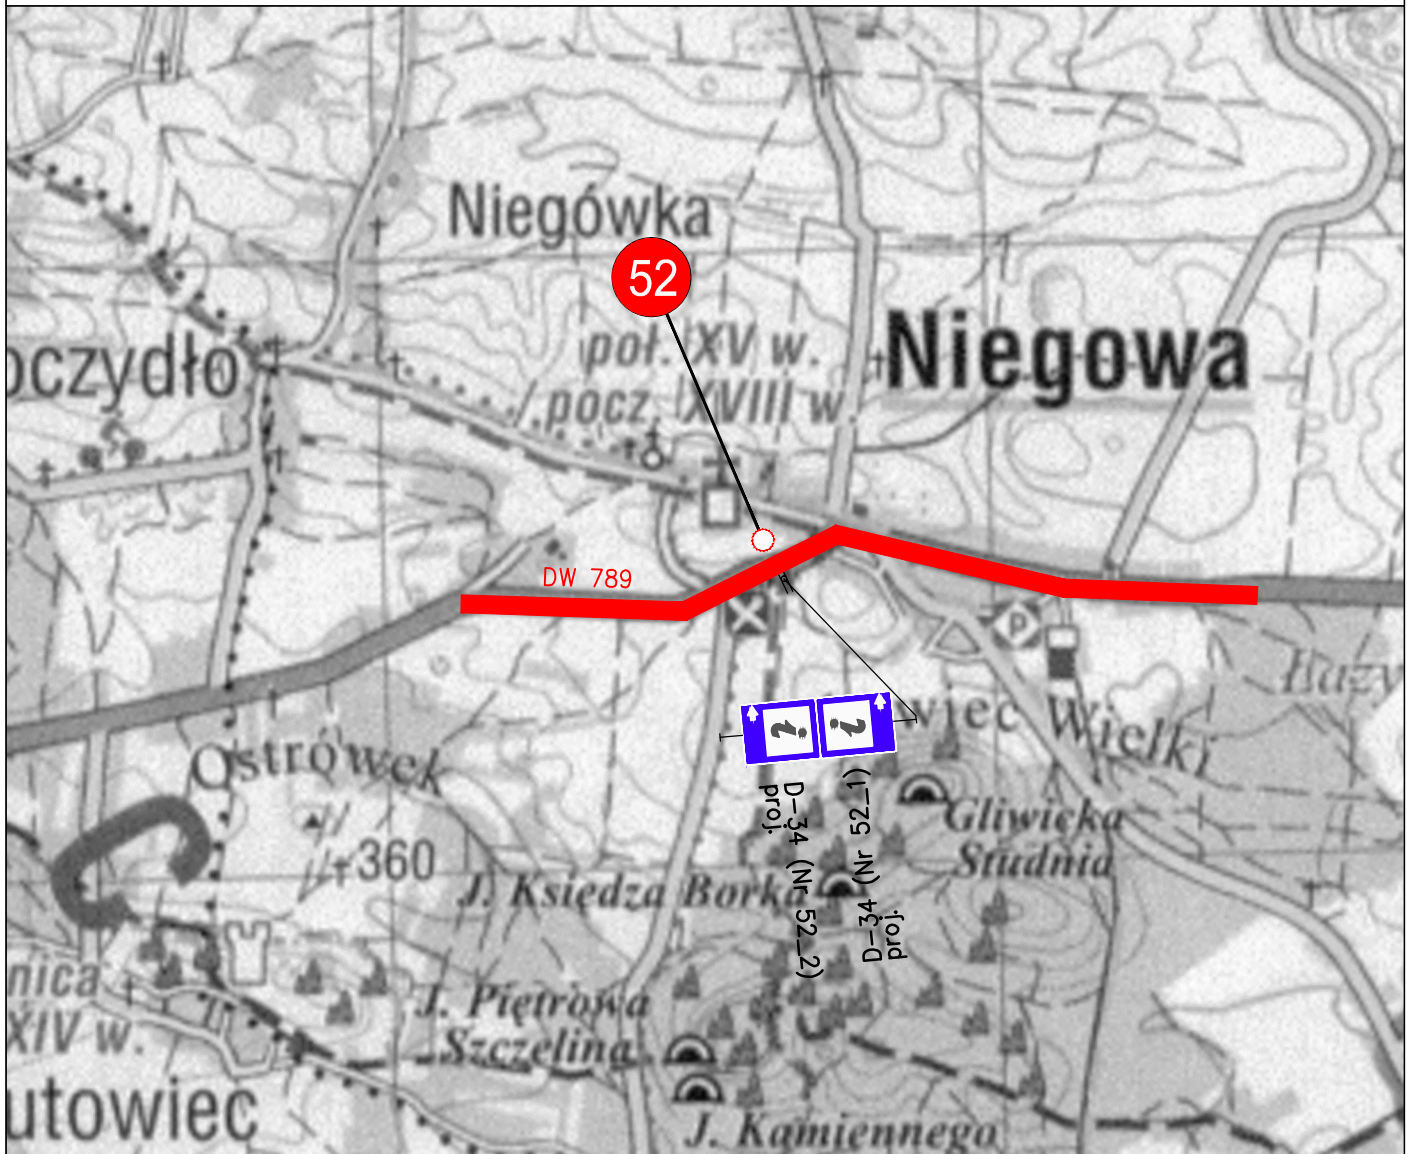 Niegówka
52
poł. XV w.
pocz. XVIII w.
Niegowa
oczydło
DW 789
P
i
i
wiec Wielki
Ostrówek
D-34 (Nr 52_2)
proj.
D-34 (Nr 52_1)
proj.
Gliwicka
Studnia
360
J. Księdza Borka
nica
XIV w.
J. Piętrowa
Szczelina
utowiec
J. Kamiennego